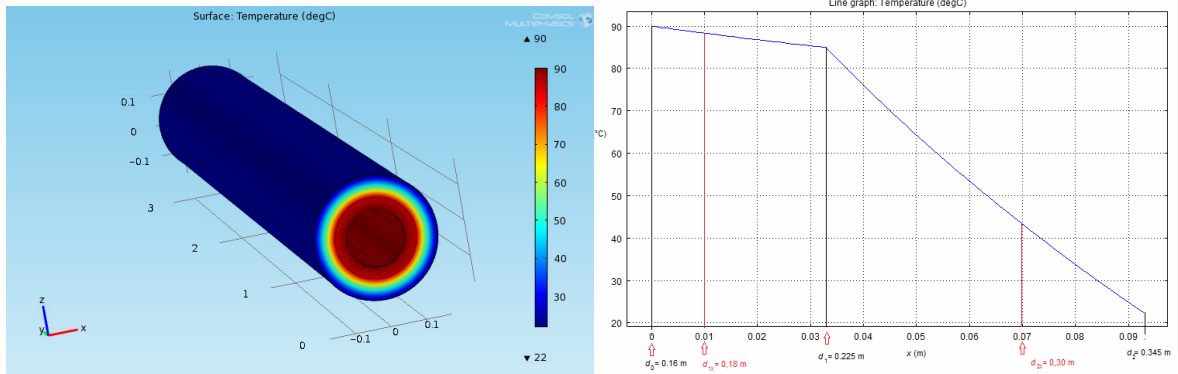 Surface: Temperature (degC)
COMSOL
MULTIPHYSICS
▲ 90
90
80
70
60
50
40
30
▼ 22
0.1
0
−0.1
3
2
1
0
−0.1
0
0.1
z
y
x
Line graph: Temperature (degC)
90
80
70
60
50
40
30
20
°C)
0
0.01
0.02
0.03
0.04
0.05
0.06
0.07
0.08
0.09
x (m)
d0= 0.16 m
d1x= 0,18 m
d1= 0.225 m
d2x= 0,30 m
d2= 0.345 m